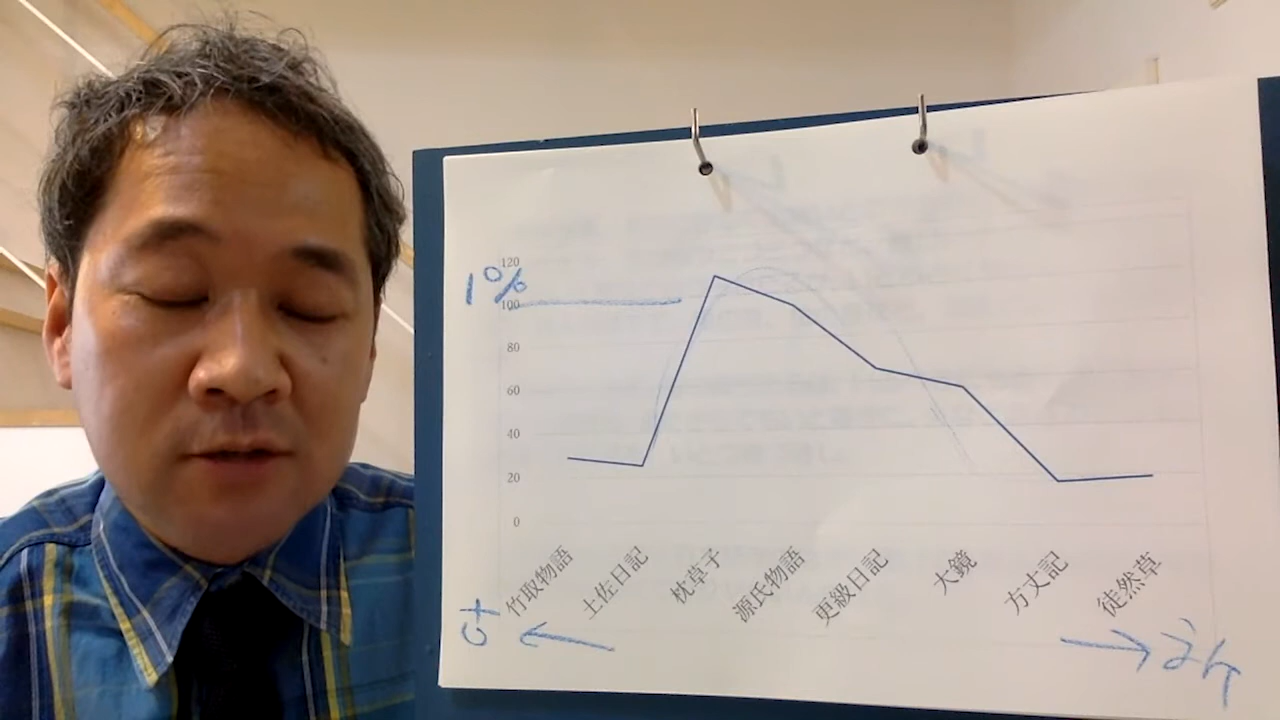 120
1%
100
80
60
40
20
0
竹取物語
土佐日記
枕草子
源氏物語
更級日記
大鏡
方丈記
徒然草